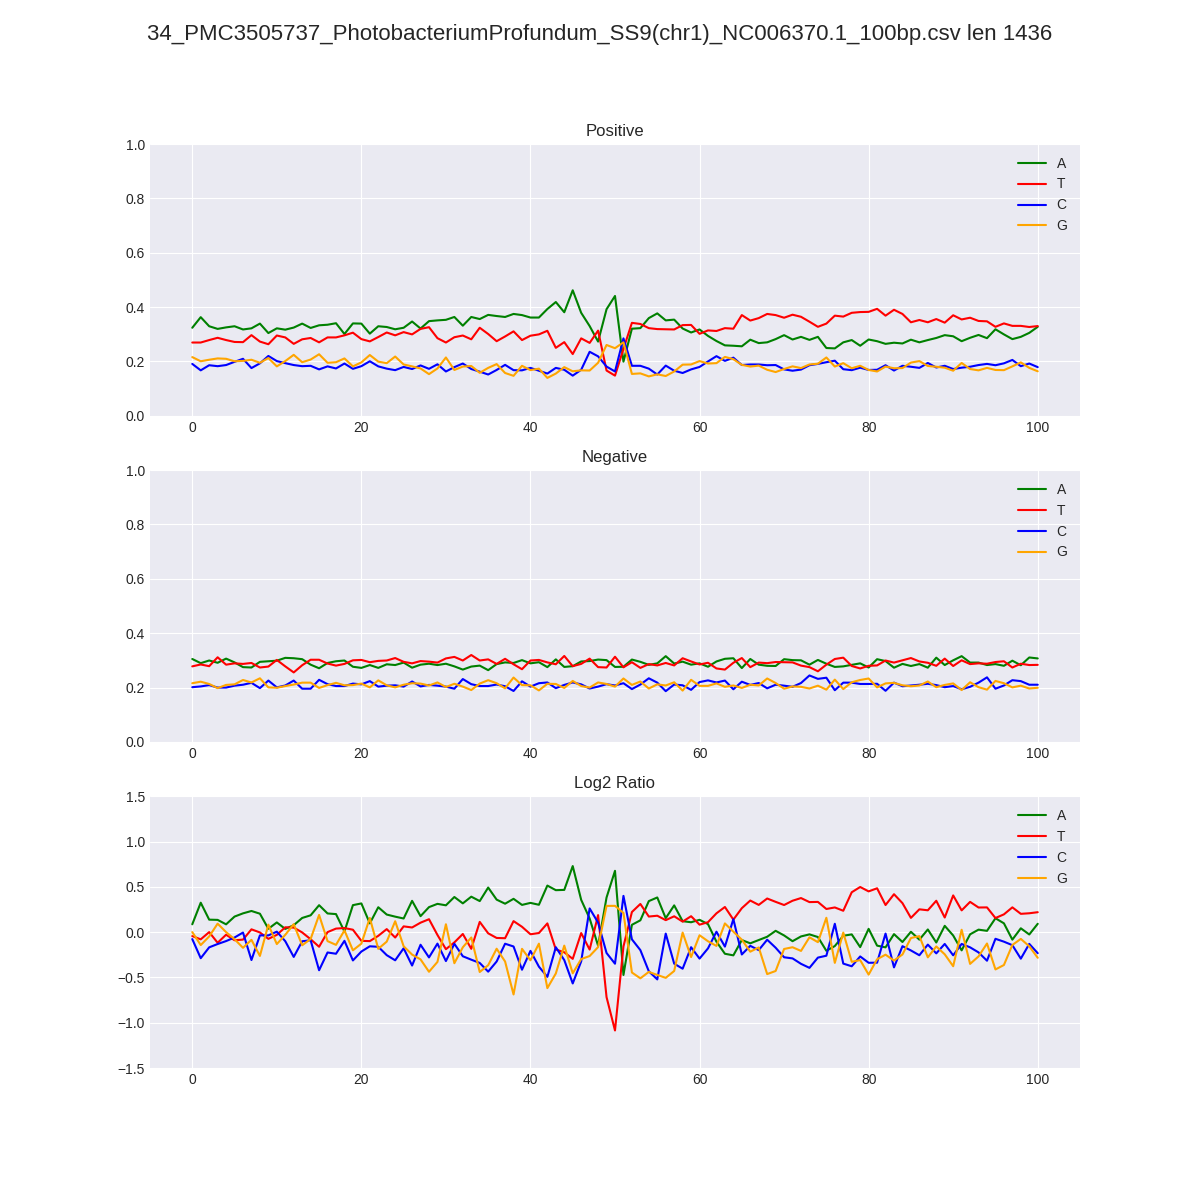 34_PMC3505737_PhotobacteriumProfundum_SS9(chr1)_NC006370.1_100bp.csv len 1436
Positive
1.0
0.8
0.6
0.4
0.2
0.0
0 20 40 60 80 100
A
T
C
G
Negative
1.0
0.8
0.6
0.4
0.2
0.0
0 20 40 60 80 100
A
T
C
G
Log2 Ratio
1.5
1.0
0.5
0.0
−0.5
−1.0
−1.5
0 20 40 60 80 100
A
T
C
G